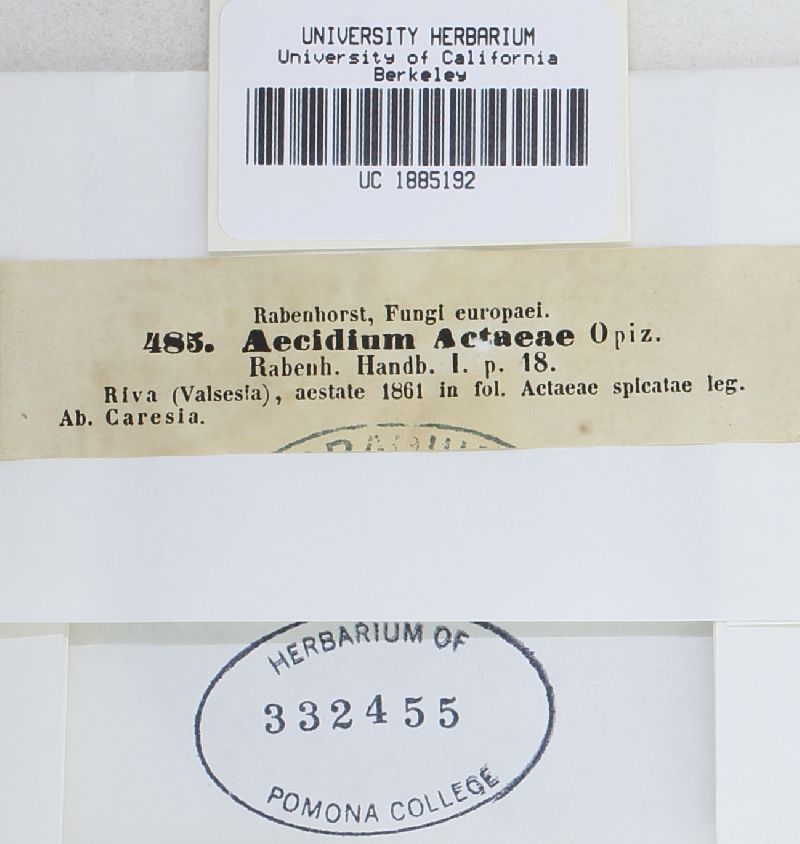 UNIVERSITY HERBARIUM
University of California
Berkeley
UC 1885192
Rabenhorst, Fungi europaei.
485. Aecidium Actaeae Opiz.
Rabenh. Handb. I. p. 18.
Riva (Valsesia), aestate 1861 in fol. Actaeae spicatae leg.
Ab. Caresia.
HERBARIUM OF
332455
POMONA COLLEGE